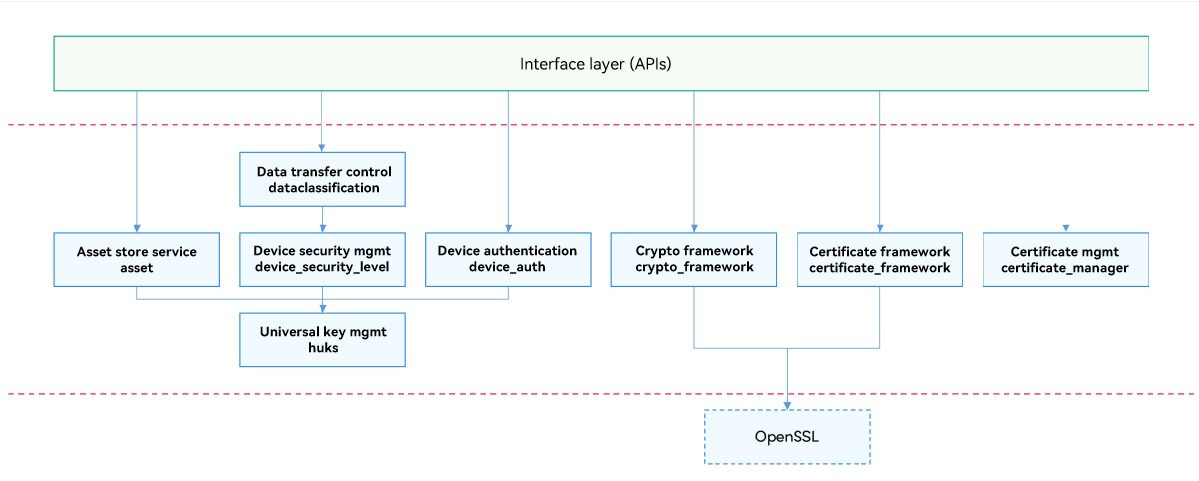 Interface layer (APIs)
Data transfer control
dataclassification
Asset store service
asset
Device security mgmt
device_security_level
Device authentication
device_auth
Crypto framework
crypto_framework
Certificate framework
certificate_framework
Certificate mgmt
certificate_manager
Universal key mgmt
huks
OpenSSL